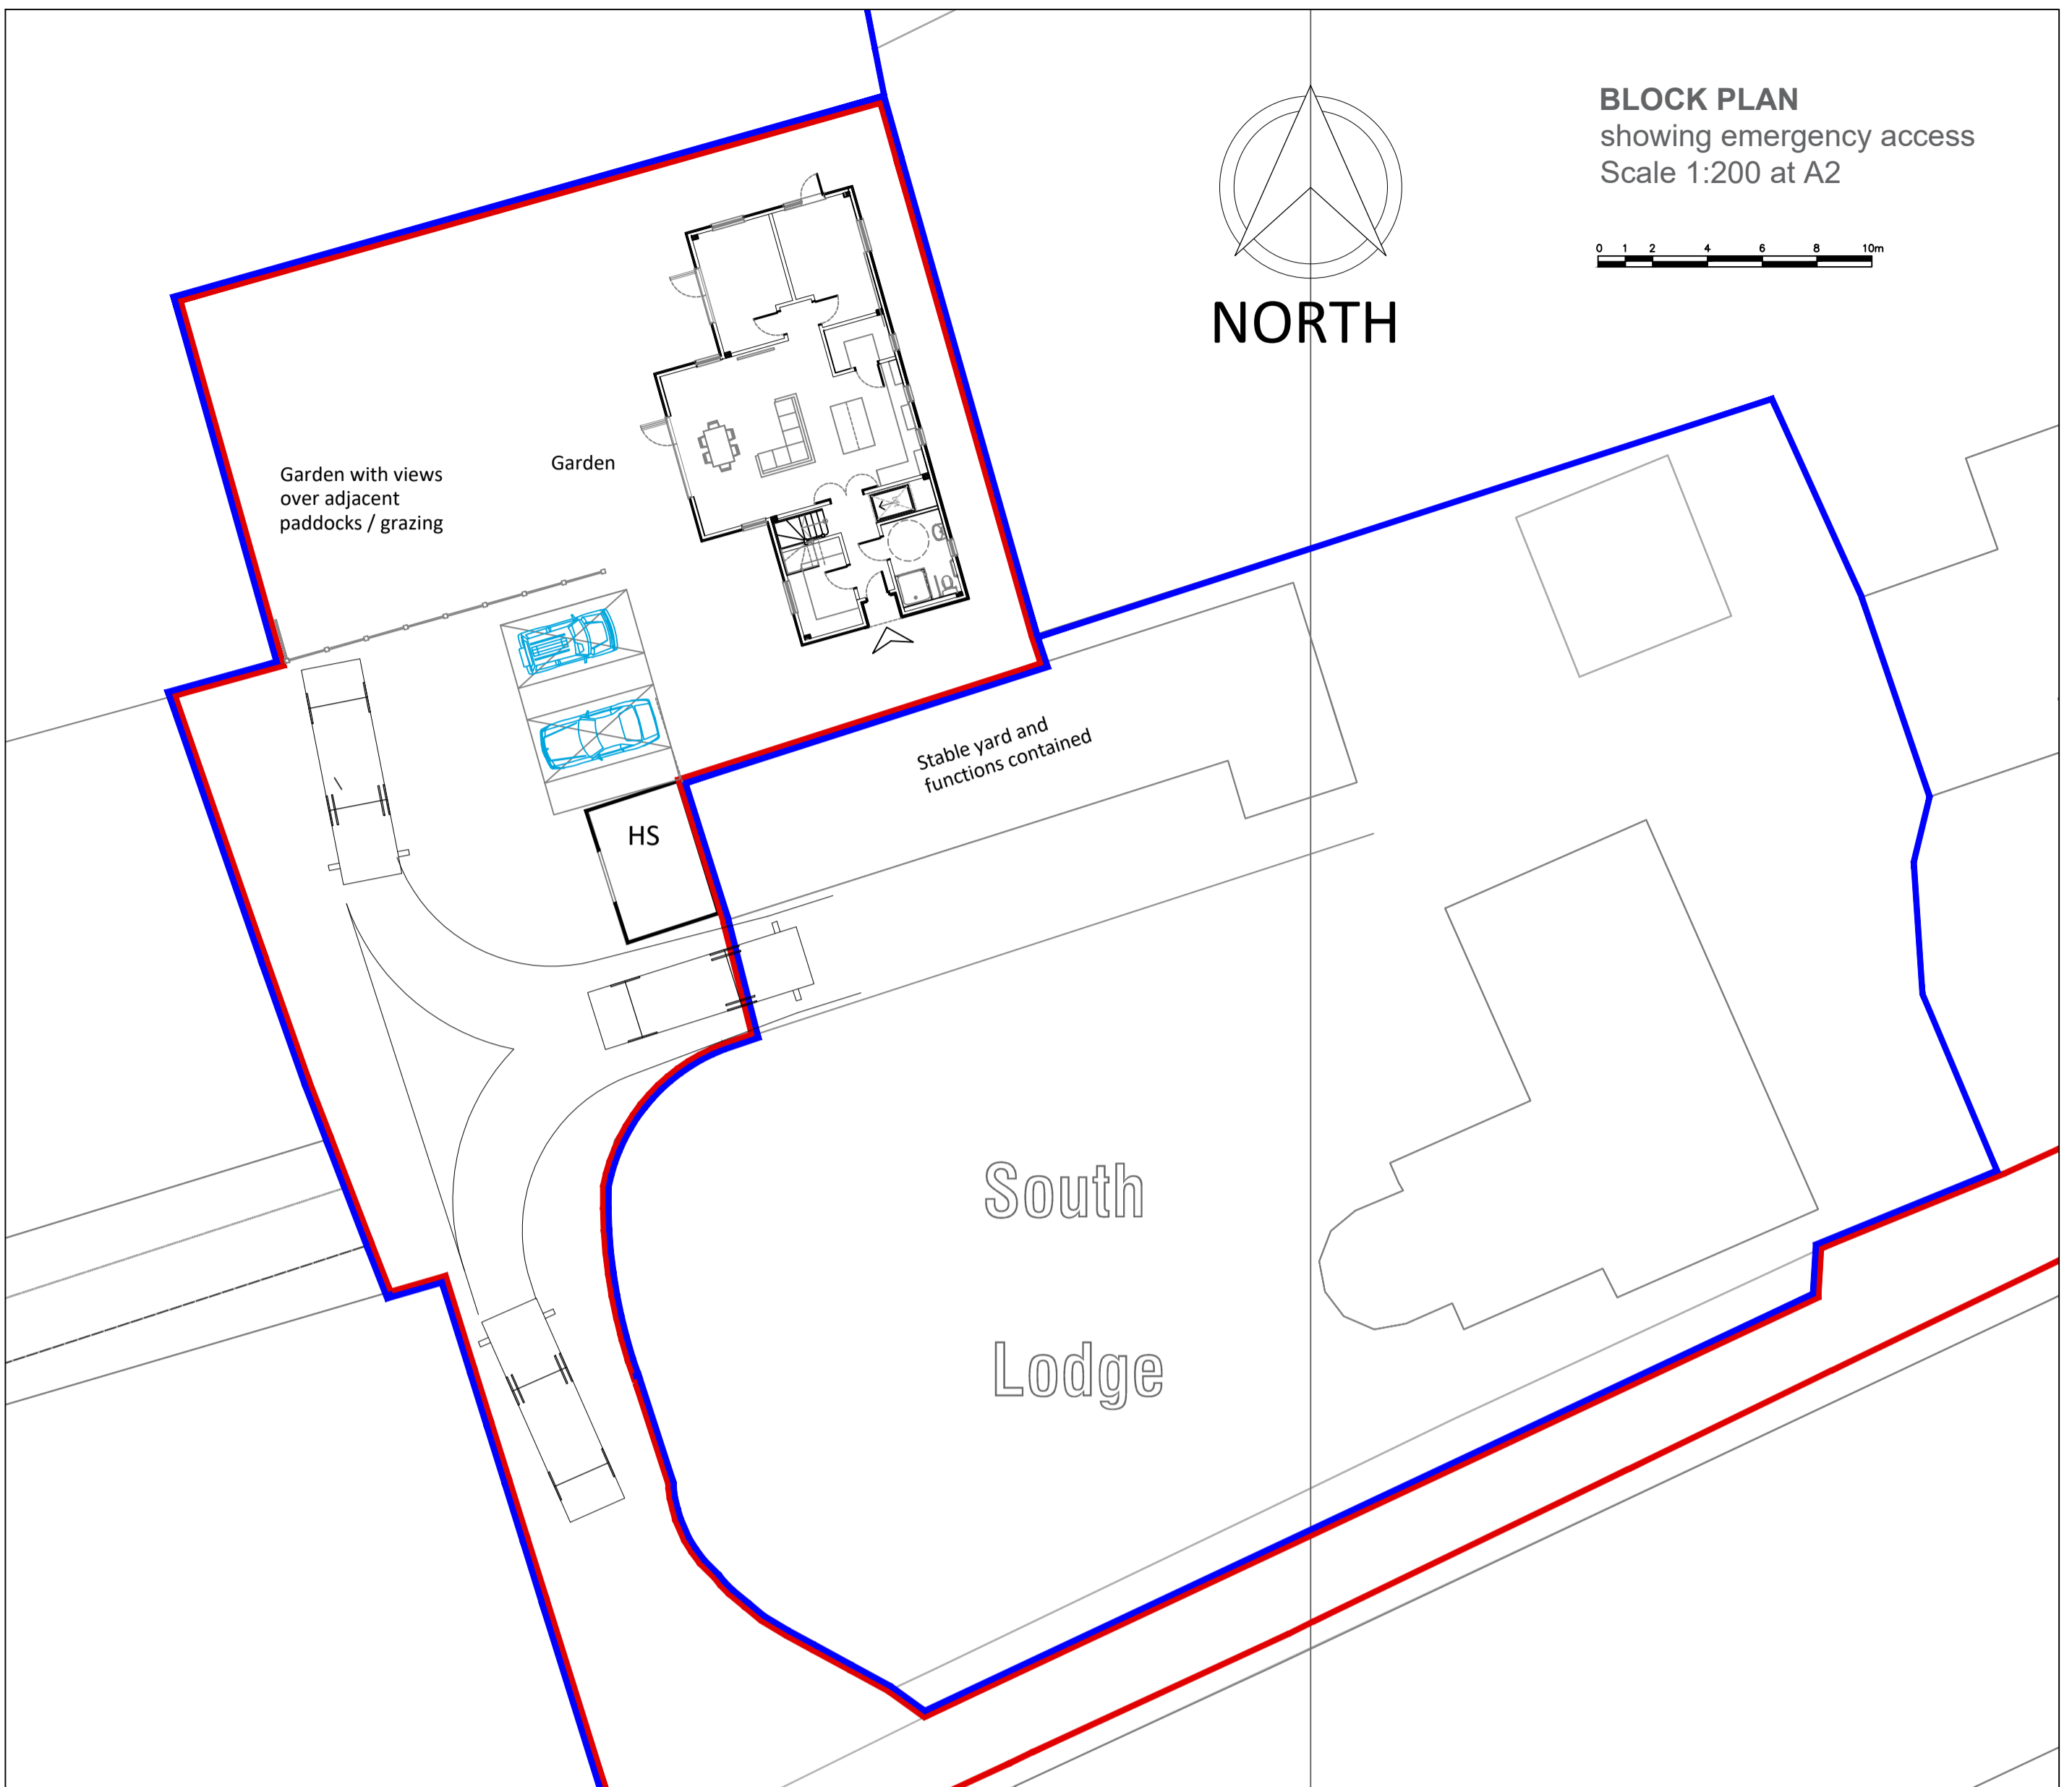 BLOCK PLAN
showing emergency access
Scale 1:200 at A2
0 1 2 4 6 8 10m
NORTH
Garden with views
over adjacent
paddocks / grazing
Garden
Stable yard and
functions contained
HS
South
Lodge